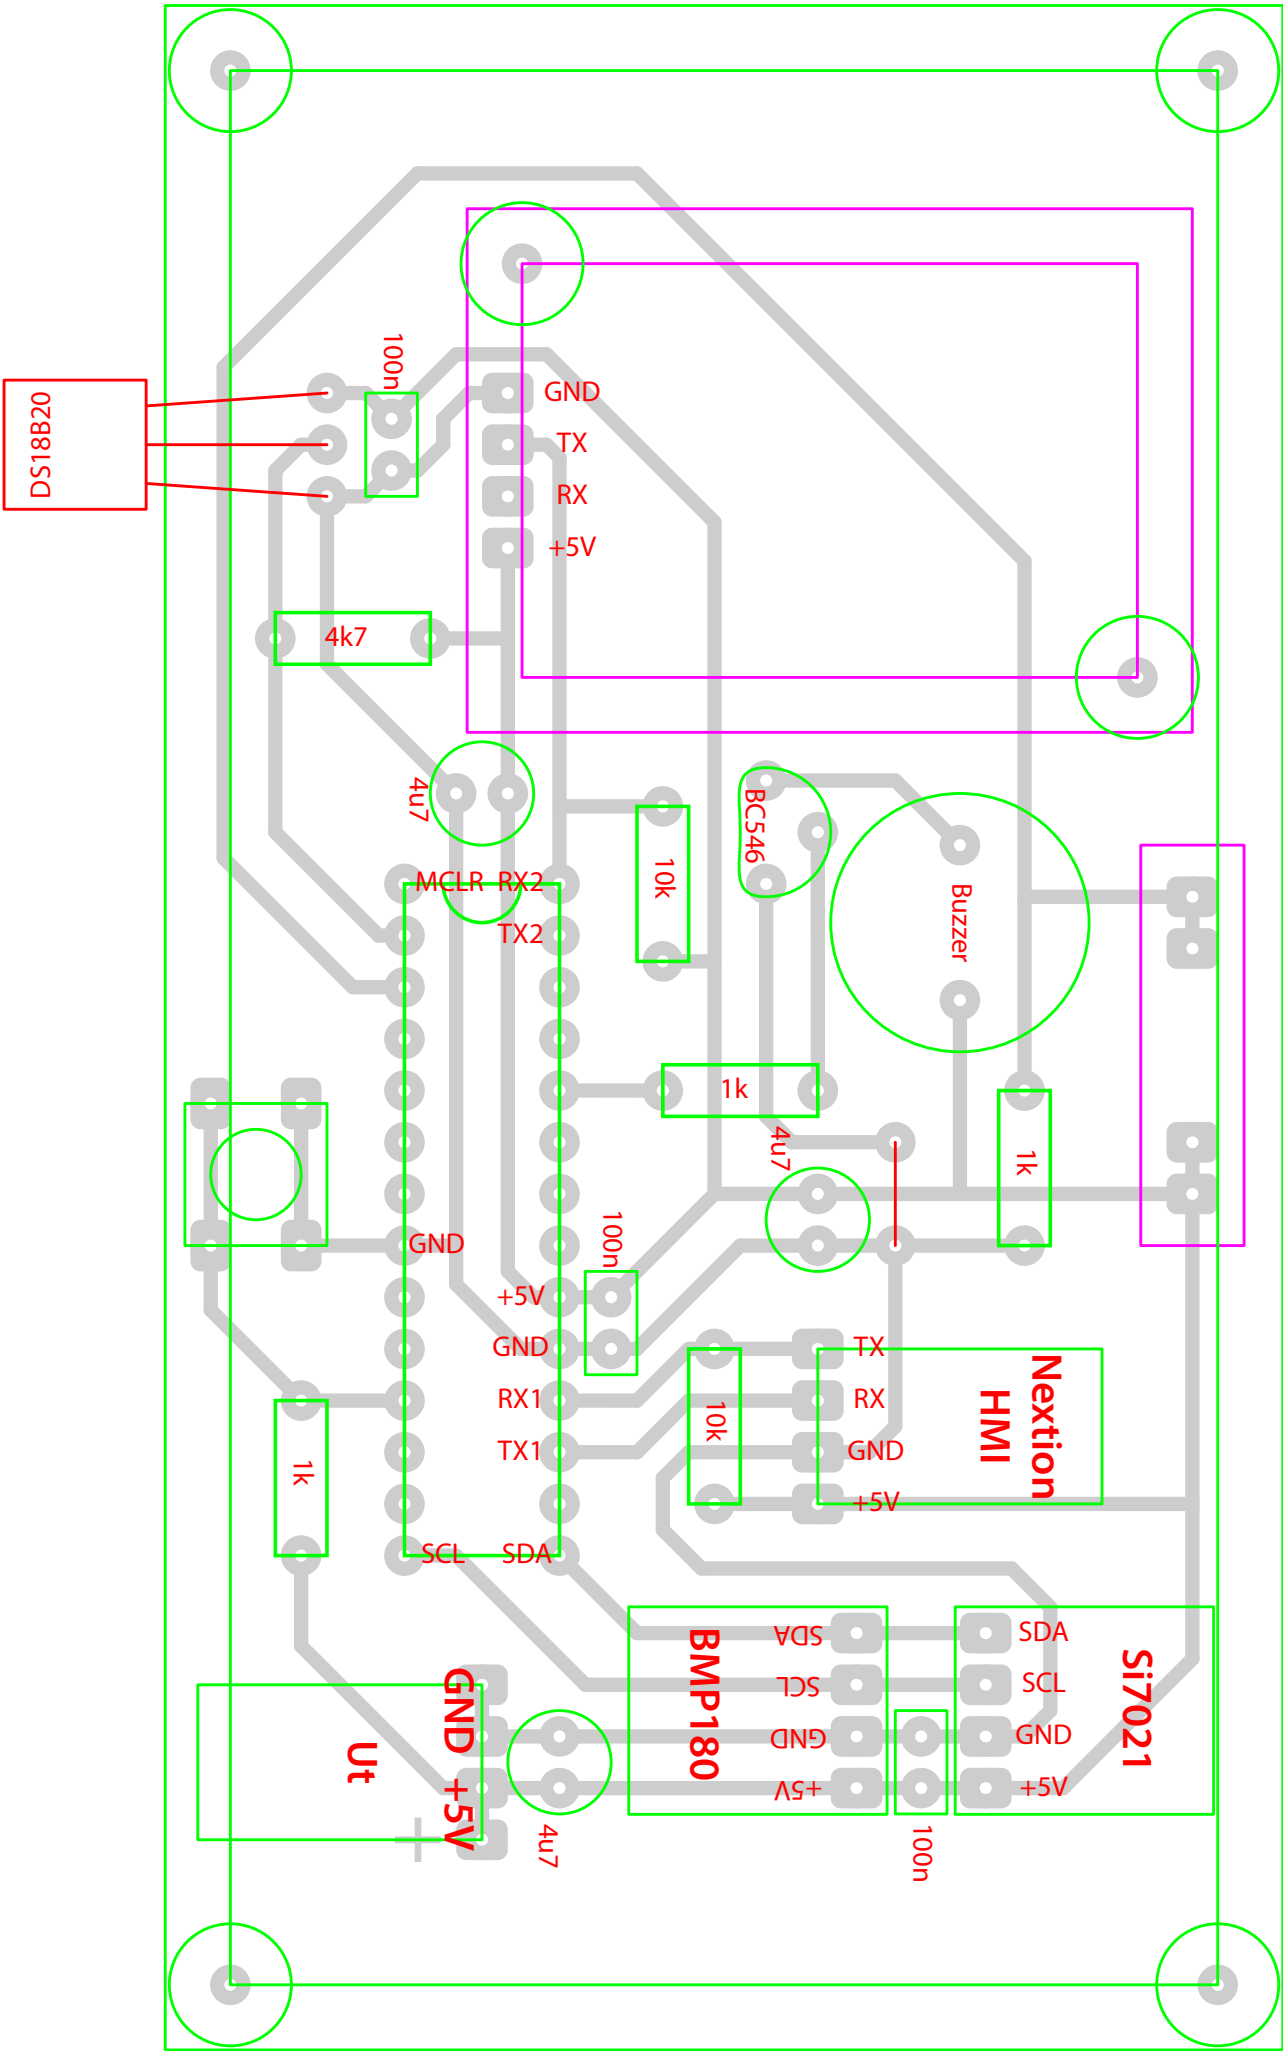 100n
GND
DS18B20
TX
RX
+5V
4k7
4u7
BC546
10k
MCLR RX2
Buzzer
TX2
1k
4u7
1k
100n
GND
+5V
GND
TX
Nextion
HMI
RX1
RX
10k
TX1
GND
1k
+5V
SCL SDA
SDA
SDA
BMP180
Si7021
SCL
SCL
GND
GND
GND
Ut
+5V
+5V
+5V
4u7
100n